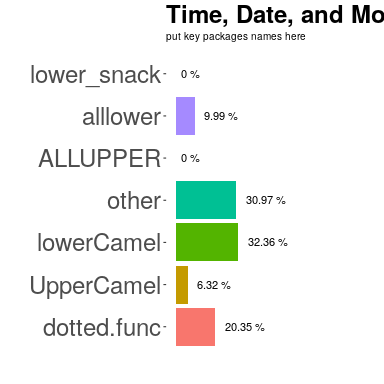 Time, Date, and Mo
put key packages names here
lower_snack 0 %
alllower 9.99 %
ALLUPPER 0 %
other 30.97 %
lowerCamel 32.36 %
UpperCamel 6.32 %
dotted.func 20.35 %